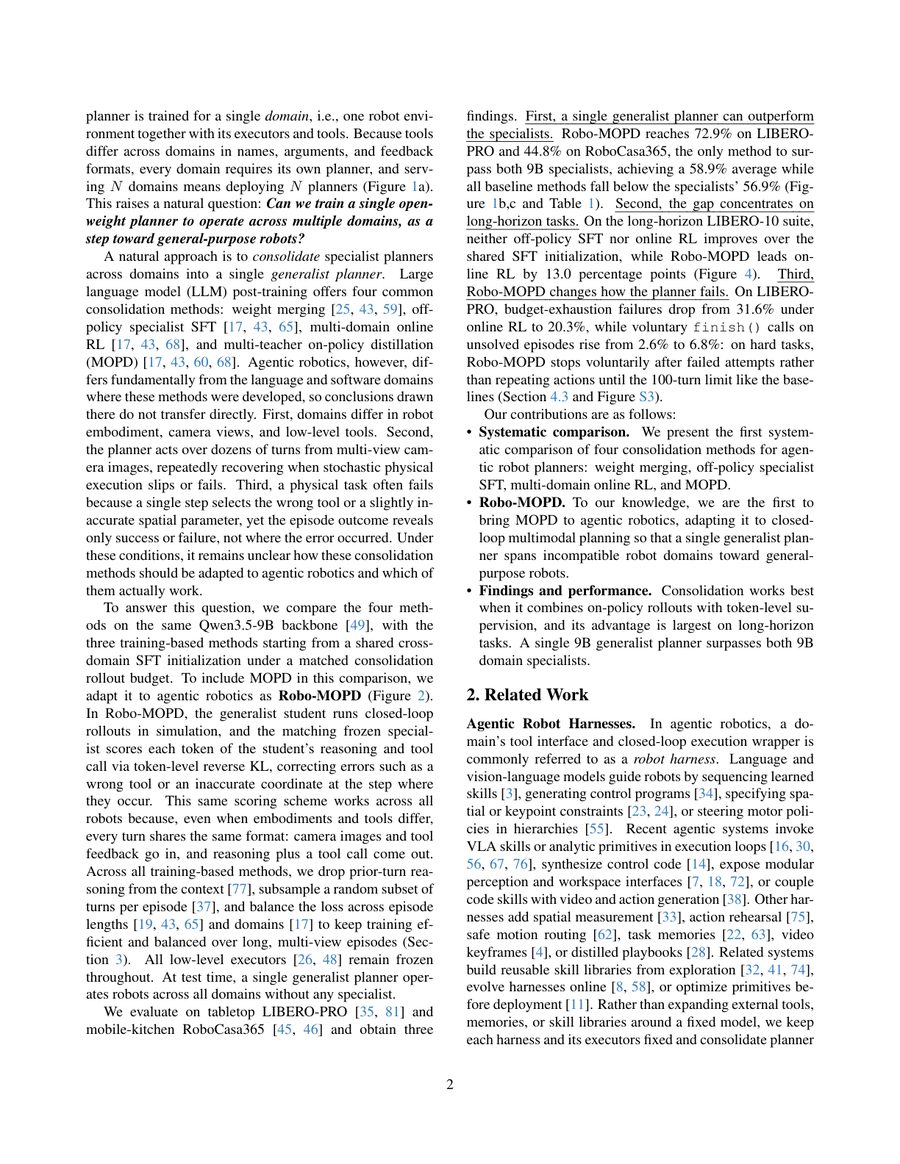 planner is trained for a single domain, i.e., one robot envi-
ronment together with its executors and tools. Because tools
differ across domains in names, arguments, and feedback
formats, every domain requires its own planner, and serv-
ing N domains means deploying N planners (Figure 1a).
This raises a natural question: Can we train a single open-
weight planner to operate across multiple domains, as a
step toward general-purpose robots?
A natural approach is to consolidate specialist planners
across domains into a single generalist planner. Large
language model (LLM) post-training offers four common
consolidation methods: weight merging [25, 43, 59], off-
policy specialist SFT [17, 43, 65], multi-domain online
RL [17, 43, 68], and multi-teacher on-policy distillation
(MOPD) [17, 43, 60, 68]. Agentic robotics, however, dif-
fers fundamentally from the language and software domains
where these methods were developed, so conclusions drawn
there do not transfer directly. First, domains differ in robot
embodiment, camera views, and low-level tools. Second,
the planner acts over dozens of turns from multi-view cam-
era images, repeatedly recovering when stochastic physical
execution slips or fails. Third, a physical task often fails
because a single step selects the wrong tool or a slightly in-
accurate spatial parameter, yet the episode outcome reveals
only success or failure, not where the error occurred. Under
these conditions, it remains unclear how these consolidation
methods should be adapted to agentic robotics and which of
them actually work.
To answer this question, we compare the four meth-
ods on the same Qwen3.5-9B backbone [49], with the
three training-based methods starting from a shared cross-
domain SFT initialization under a matched consolidation
rollout budget. To include MOPD in this comparison, we
adapt it to agentic robotics as Robo-MOPD (Figure 2).
In Robo-MOPD, the generalist student runs closed-loop
rollouts in simulation, and the matching frozen special-
ist scores each token of the student's reasoning and tool
call via token-level reverse KL, correcting errors such as a
wrong tool or an inaccurate coordinate at the step where
they occur. This same scoring scheme works across all
robots because, even when embodiments and tools differ,
every turn shares the same format: camera images and tool
feedback go in, and reasoning plus a tool call come out.
Across all training-based methods, we drop prior-turn rea-
soning from the context [77], subsample a random subset of
turns per episode [37], and balance the loss across episode
lengths [19, 43, 65] and domains [17] to keep training ef-
ficient and balanced over long, multi-view episodes (Sec-
tion 3). All low-level executors [26, 48] remain frozen
throughout. At test time, a single generalist planner oper-
ates robots across all domains without any specialist.
We evaluate on tabletop LIBERO-PRO [35, 81] and
mobile-kitchen RoboCasa365 [45, 46] and obtain three
findings. First, a single generalist planner can outperform
the specialists. Robo-MOPD reaches 72.9% on LIBERO-
PRO and 44.8% on RoboCasa365, the only method to sur-
pass both 9B specialists, achieving a 58.9% average while
all baseline methods fall below the specialists' 56.9% (Fig-
ure 1b,c and Table 1). Second, the gap concentrates on
long-horizon tasks. On the long-horizon LIBERO-10 suite,
neither off-policy SFT nor online RL improves over the
shared SFT initialization, while Robo-MOPD leads on-
line RL by 13.0 percentage points (Figure 4). Third,
Robo-MOPD changes how the planner fails. On LIBERO-
PRO, budget-exhaustion failures drop from 31.6% under
online RL to 20.3%, while voluntary finish() calls on
unsolved episodes rise from 2.6% to 6.8%: on hard tasks,
Robo-MOPD stops voluntarily after failed attempts rather
than repeating actions until the 100-turn limit like the base-
lines (Section 4.3 and Figure S3).
Our contributions are as follows:
• Systematic comparison. We present the first system-
atic comparison of four consolidation methods for agen-
tic robot planners: weight merging, off-policy specialist
SFT, multi-domain online RL, and MOPD.
• Robo-MOPD. To our knowledge, we are the first to
bring MOPD to agentic robotics, adapting it to closed-
loop multimodal planning so that a single generalist plan-
ner spans incompatible robot domains toward general-
purpose robots.
• Findings and performance. Consolidation works best
when it combines on-policy rollouts with token-level su-
pervision, and its advantage is largest on long-horizon
tasks. A single 9B generalist planner surpasses both 9B
domain specialists.
2. Related Work
Agentic Robot Harnesses. In agentic robotics, a do-
main's tool interface and closed-loop execution wrapper is
commonly referred to as a robot harness. Language and
vision-language models guide robots by sequencing learned
skills [3], generating control programs [34], specifying spa-
tial or keypoint constraints [23, 24], or steering motor poli-
cies in hierarchies [55]. Recent agentic systems invoke
VLA skills or analytic primitives in execution loops [16, 30,
56, 67, 76], synthesize control code [14], expose modular
perception and workspace interfaces [7, 18, 72], or couple
code skills with video and action generation [38]. Other har-
nesses add spatial measurement [33], action rehearsal [75],
safe motion routing [62], task memories [22, 63], video
keyframes [4], or distilled playbooks [28]. Related systems
build reusable skill libraries from exploration [32, 41, 74],
evolve harnesses online [8, 58], or optimize primitives be-
fore deployment [11]. Rather than expanding external tools,
memories, or skill libraries around a fixed model, we keep
each harness and its executors fixed and consolidate planner
2